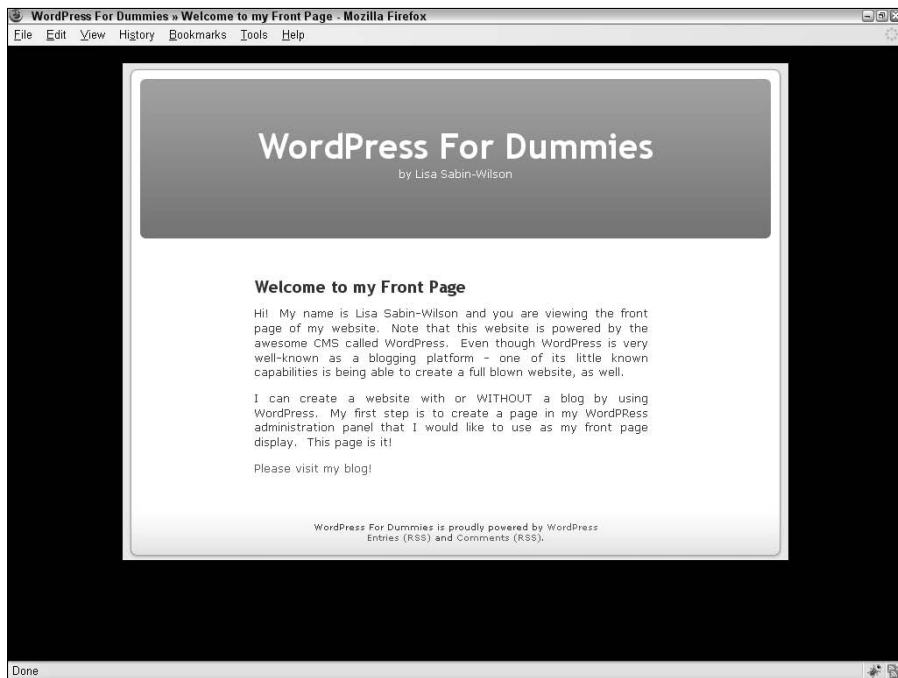 WordPress For Dummies » Welcome to my Front Page - Mozilla Firefox
File Edit View History Bookmarks Tools Help
WordPress For Dummies
by Lisa Sabin-Wilson
Welcome to my Front Page
Hi! My name is Lisa Sabin-Wilson and you are viewing the front
page of my website. Note that this website is powered by the
awesome CMS called WordPress. Even though WordPress is very
well-known as a blogging platform - one of its little known
capabilities is being able to create a full blown website, as well.
I can create a website with or WITHOUT a blog by using
WordPress. My first step is to create a page in my WordPRess
administration panel that I would like to use as my front page
display. This page is it!
Please visit my blog!
WordPress For Dummies is proudly powered by WordPress
Entries (RSS) and Comments (RSS).
Done